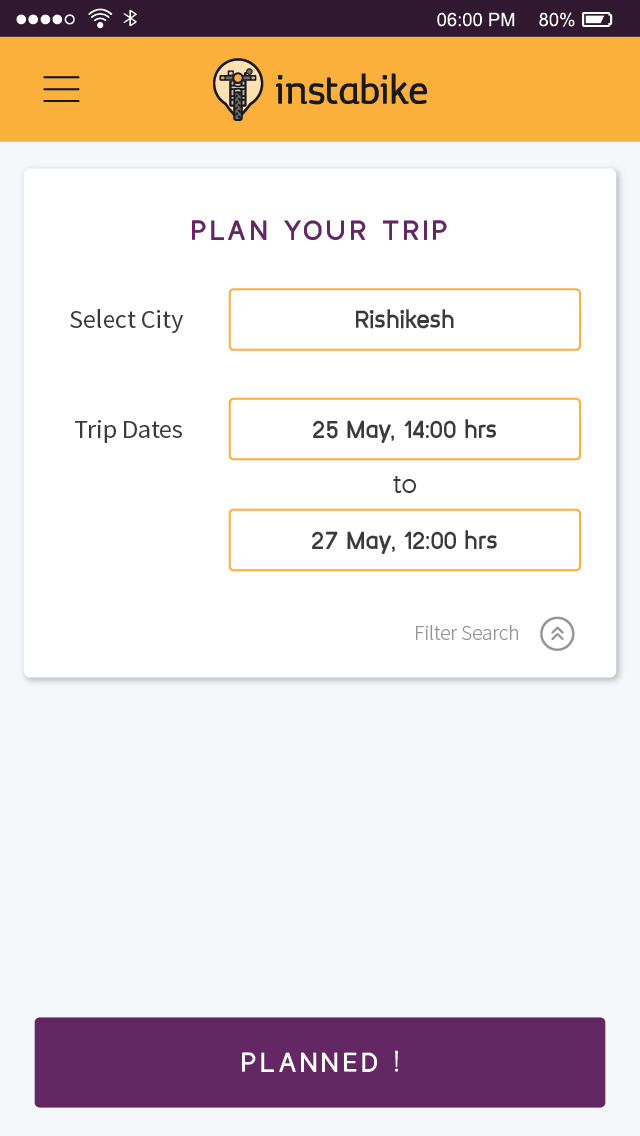 06:00 PM 80%
instabike
PLAN YOUR TRIP
Select City Rishikesh
Trip Dates 25 May, 14:00 hrs
to
27 May, 12:00 hrs
Filter Search
PLANNED !